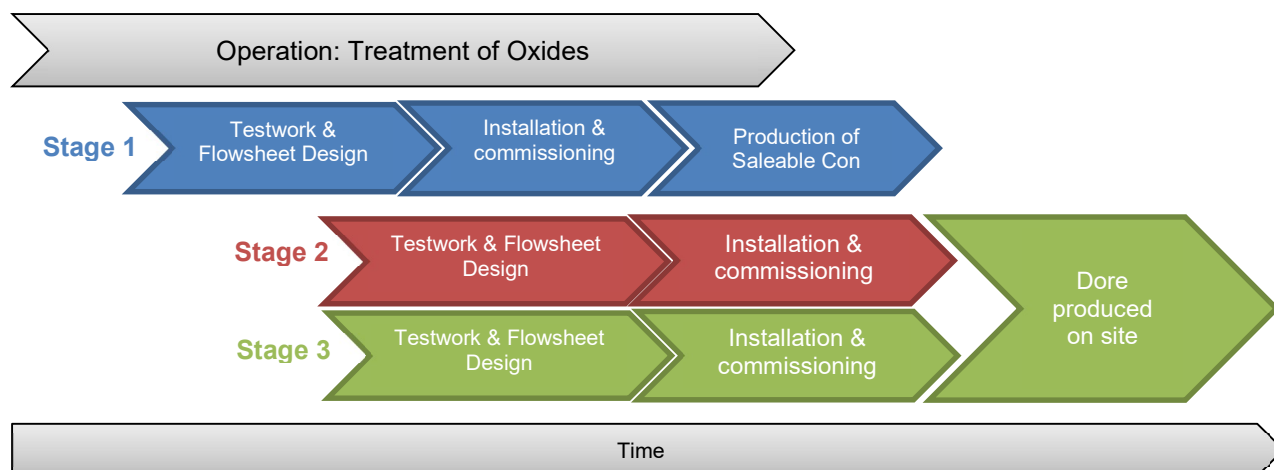 Operation: Treatment of Oxides
Stage 1
Testwork &
Flowsheet Design
Installation &
commissioning
Production of
Saleable Con
Stage 2
Testwork & Flowsheet
Design
Installation &
commissioning
Stage 3
Testwork & Flowsheet
Design
Installation &
commissioning
Dore
produced
on site
Time